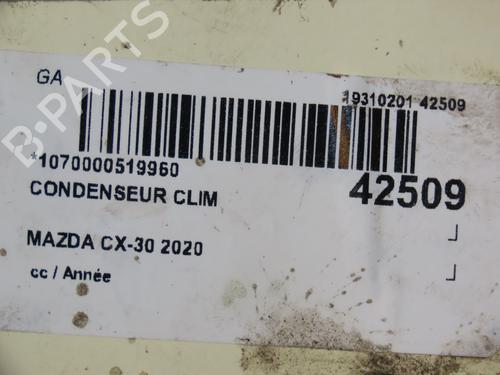 GA
19310201 42509
*1070000519960
CONDENSEUR CLIM
42509
MAZDA CX-30 2020
cc / Année
B-PARTS